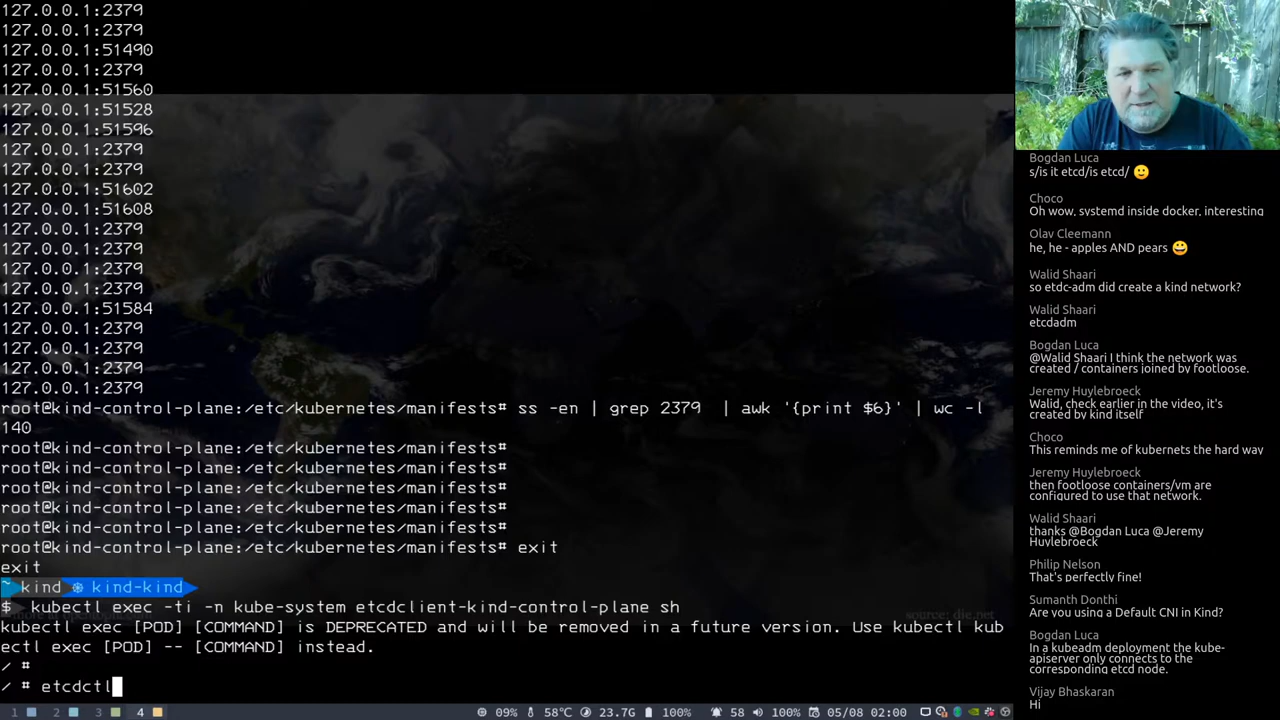 127.0.0.1:2379
127.0.0.1:2379
127.0.0.1:51490
127.0.0.1:2379
127.0.0.1:51560
127.0.0.1:51528
127.0.0.1:51596
127.0.0.1:2379
127.0.0.1:2379
127.0.0.1:51602
127.0.0.1:51608
127.0.0.1:2379
127.0.0.1:2379
127.0.0.1:2379
127.0.0.1:2379
127.0.0.1:51584
127.0.0.1:2379
127.0.0.1:2379
127.0.0.1:2379
127.0.0.1:2379
root@kind-control-plane:/etc/kubernetes/manifests# ss -en | grep 2379  | awk '{print $6}' | wc -l
140
root@kind-control-plane:/etc/kubernetes/manifests#
root@kind-control-plane:/etc/kubernetes/manifests#
root@kind-control-plane:/etc/kubernetes/manifests#
root@kind-control-plane:/etc/kubernetes/manifests#
root@kind-control-plane:/etc/kubernetes/manifests#
root@kind-control-plane:/etc/kubernetes/manifests# exit
exit
~ kind ⎈ kind-kind
$ kubectl exec -ti -n kube-system etcdclient-kind-control-plane sh
source: die.net
kubectl exec [POD] [COMMAND] is DEPRECATED and will be removed in a future version. Use kubectl kub
ectl exec [POD] -- [COMMAND] instead.
/ #
/ # etcdctl
1 2 3 4 09% 58℃ 23.7G 100% 58 100% 05/08 02:00
Bogdan Luca
s/is it etcd/is etcd/ 🙂
Choco
Oh wow, systemd inside docker, interesting
Olav Cleemann
he, he - apples AND pears 😀
Walid Shaari
so etdc-adm did create a kind network?
Walid Shaari
etcdadm
Bogdan Luca
@Walid Shaari I think the network was
created / containers joined by footloose.
Jeremy Huylebroeck
Walid, check earlier in the video, it's
created by kind itself
Choco
This reminds me of kubernetes the hard way
Jeremy Huylebroeck
then footloose containers/vm are
configured to use that network.
Walid Shaari
thanks @Bogdan Luca @Jeremy
Huylebroeck
Philip Nelson
That's perfectly fine!
Sumanth Donthi
Are you using a Default CNI in Kind?
Bogdan Luca
In a kubeadm deployment the kube-
apiserver only connects to the
corresponding etcd node.
Vijay Bhaskaran
Hi